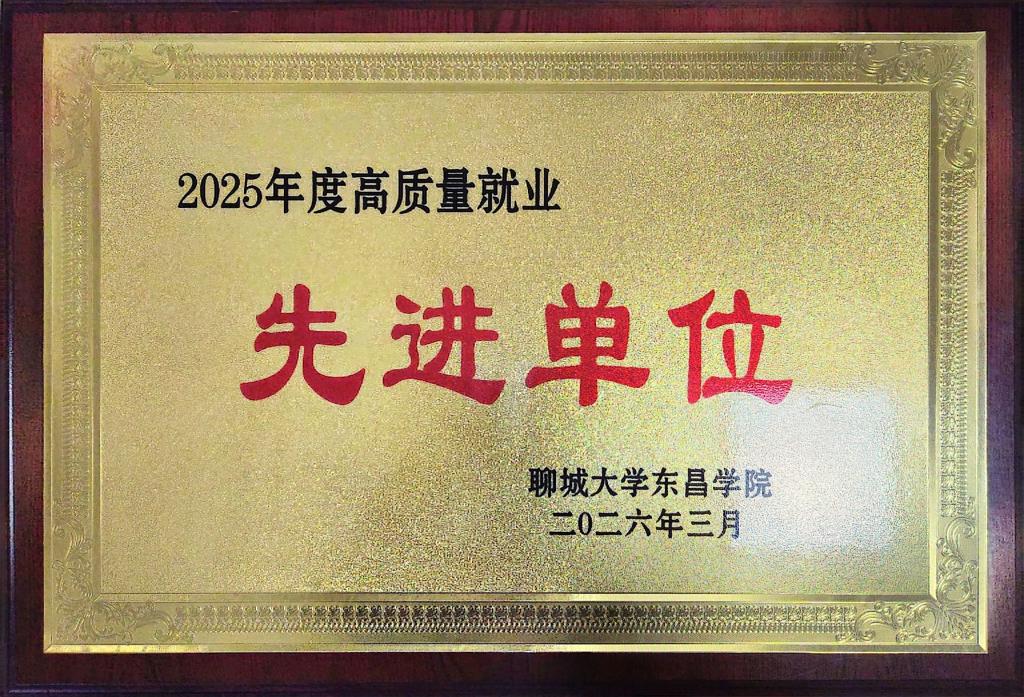 2025年度高质量就业
先进单位
聊城大学东昌学院
二〇二六年三月